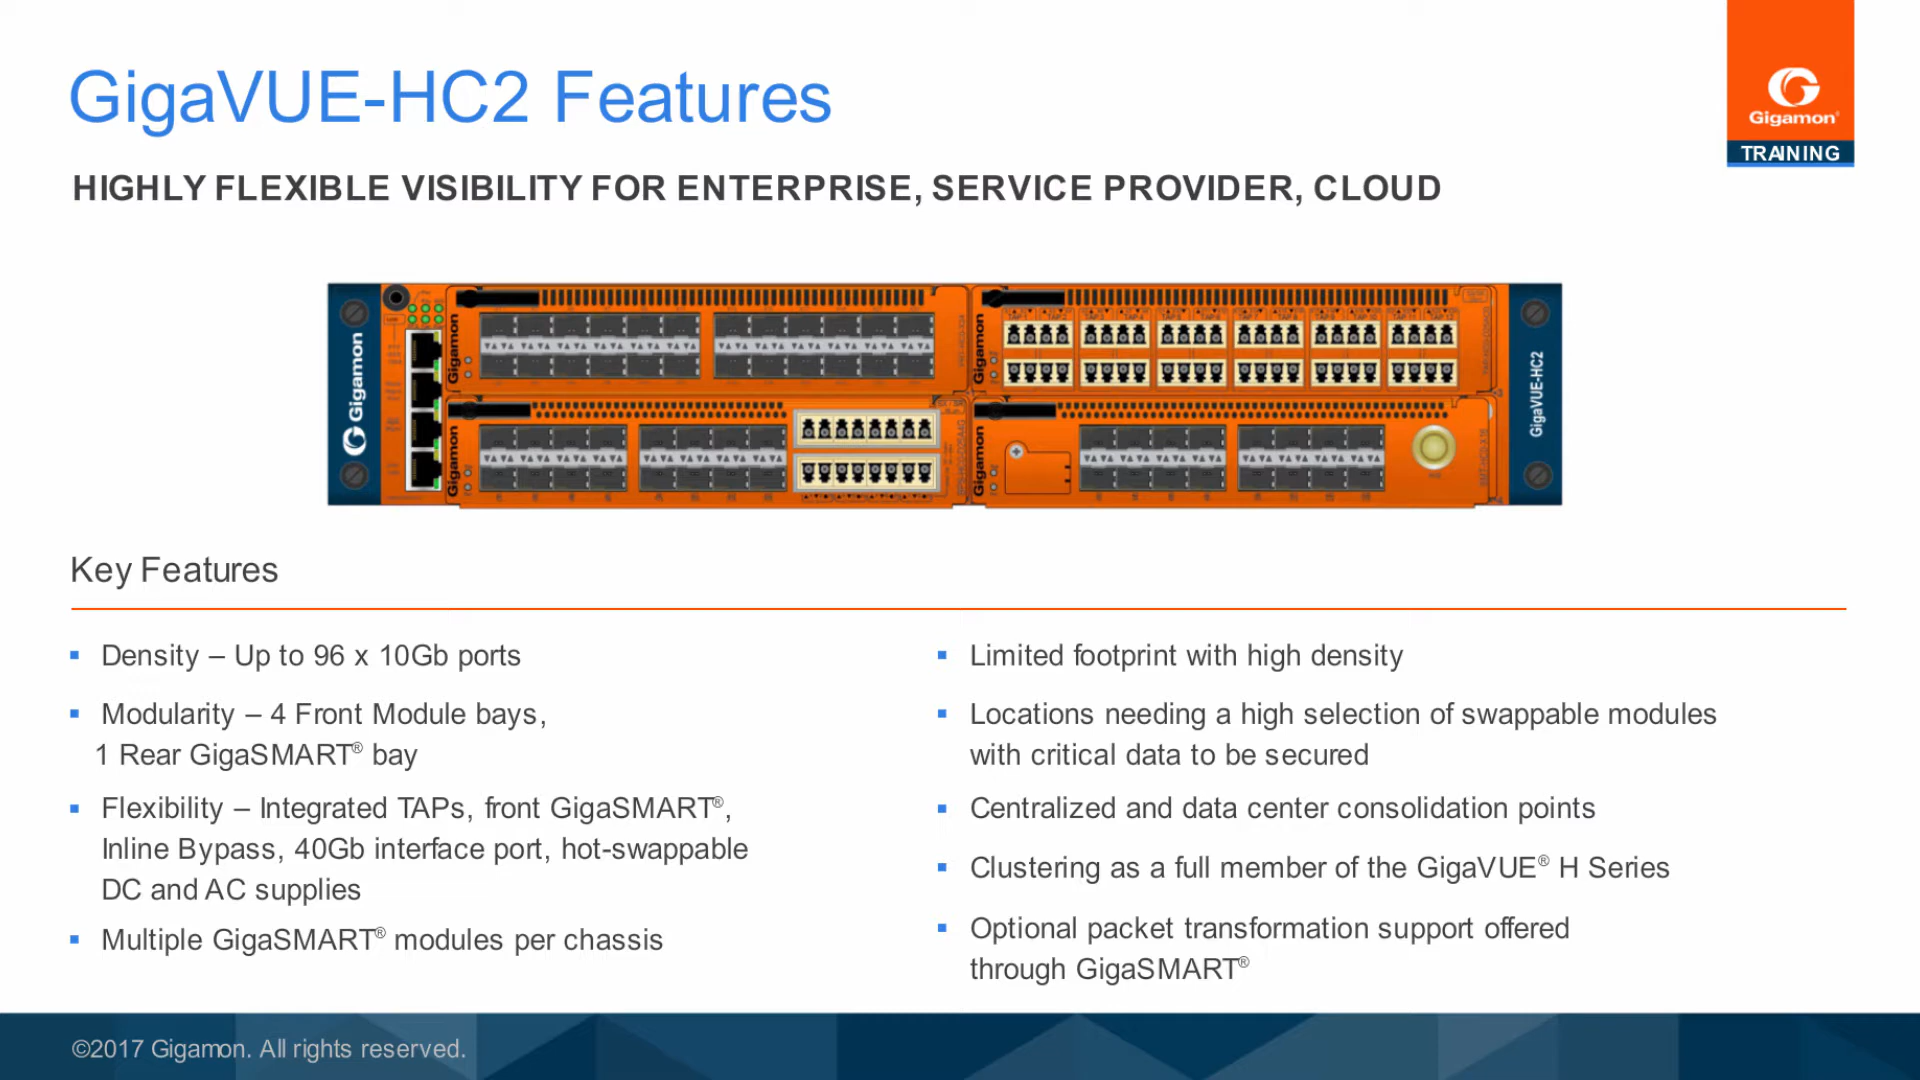 GigaVUE-HC2 Features
Gigamon®
TRAINING
HIGHLY FLEXIBLE VISIBILITY FOR ENTERPRISE, SERVICE PROVIDER, CLOUD
Gigamon
Gigamon
Gigamon
Gigamon
Gigamon
GigaVUE-HC2
Key Features
Density – Up to 96 x 10Gb ports
Modularity – 4 Front Module bays,
1 Rear GigaSMART® bay
Flexibility – Integrated TAPs, front GigaSMART®,
Inline Bypass, 40Gb interface port, hot-swappable
DC and AC supplies
Multiple GigaSMART® modules per chassis
Limited footprint with high density
Locations needing a high selection of swappable modules
with critical data to be secured
Centralized and data center consolidation points
Clustering as a full member of the GigaVUE® H Series
Optional packet transformation support offered
through GigaSMART®
©2017 Gigamon. All rights reserved.